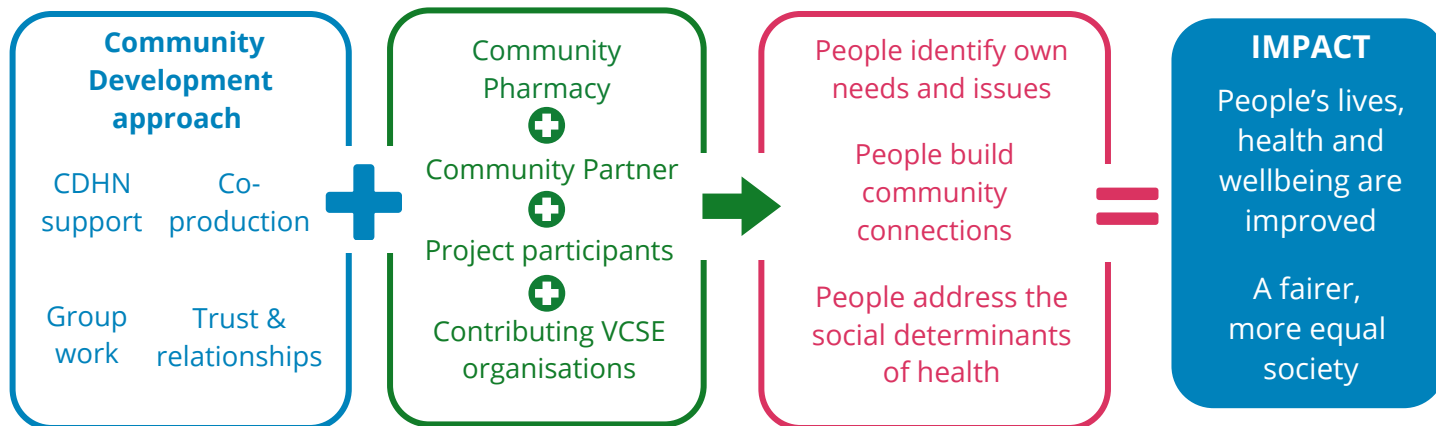 Community
Development
approach
CDHN
support
Co-
production
Group
work
Trust &
relationships
Community
Pharmacy
Community Partner
Project participants
Contributing VCSE
organisations
People identify own
needs and issues
People build
community
connections
People address the
social determinants
of health
IMPACT
People’s lives,
health and
wellbeing are
improved
A fairer,
more equal
society